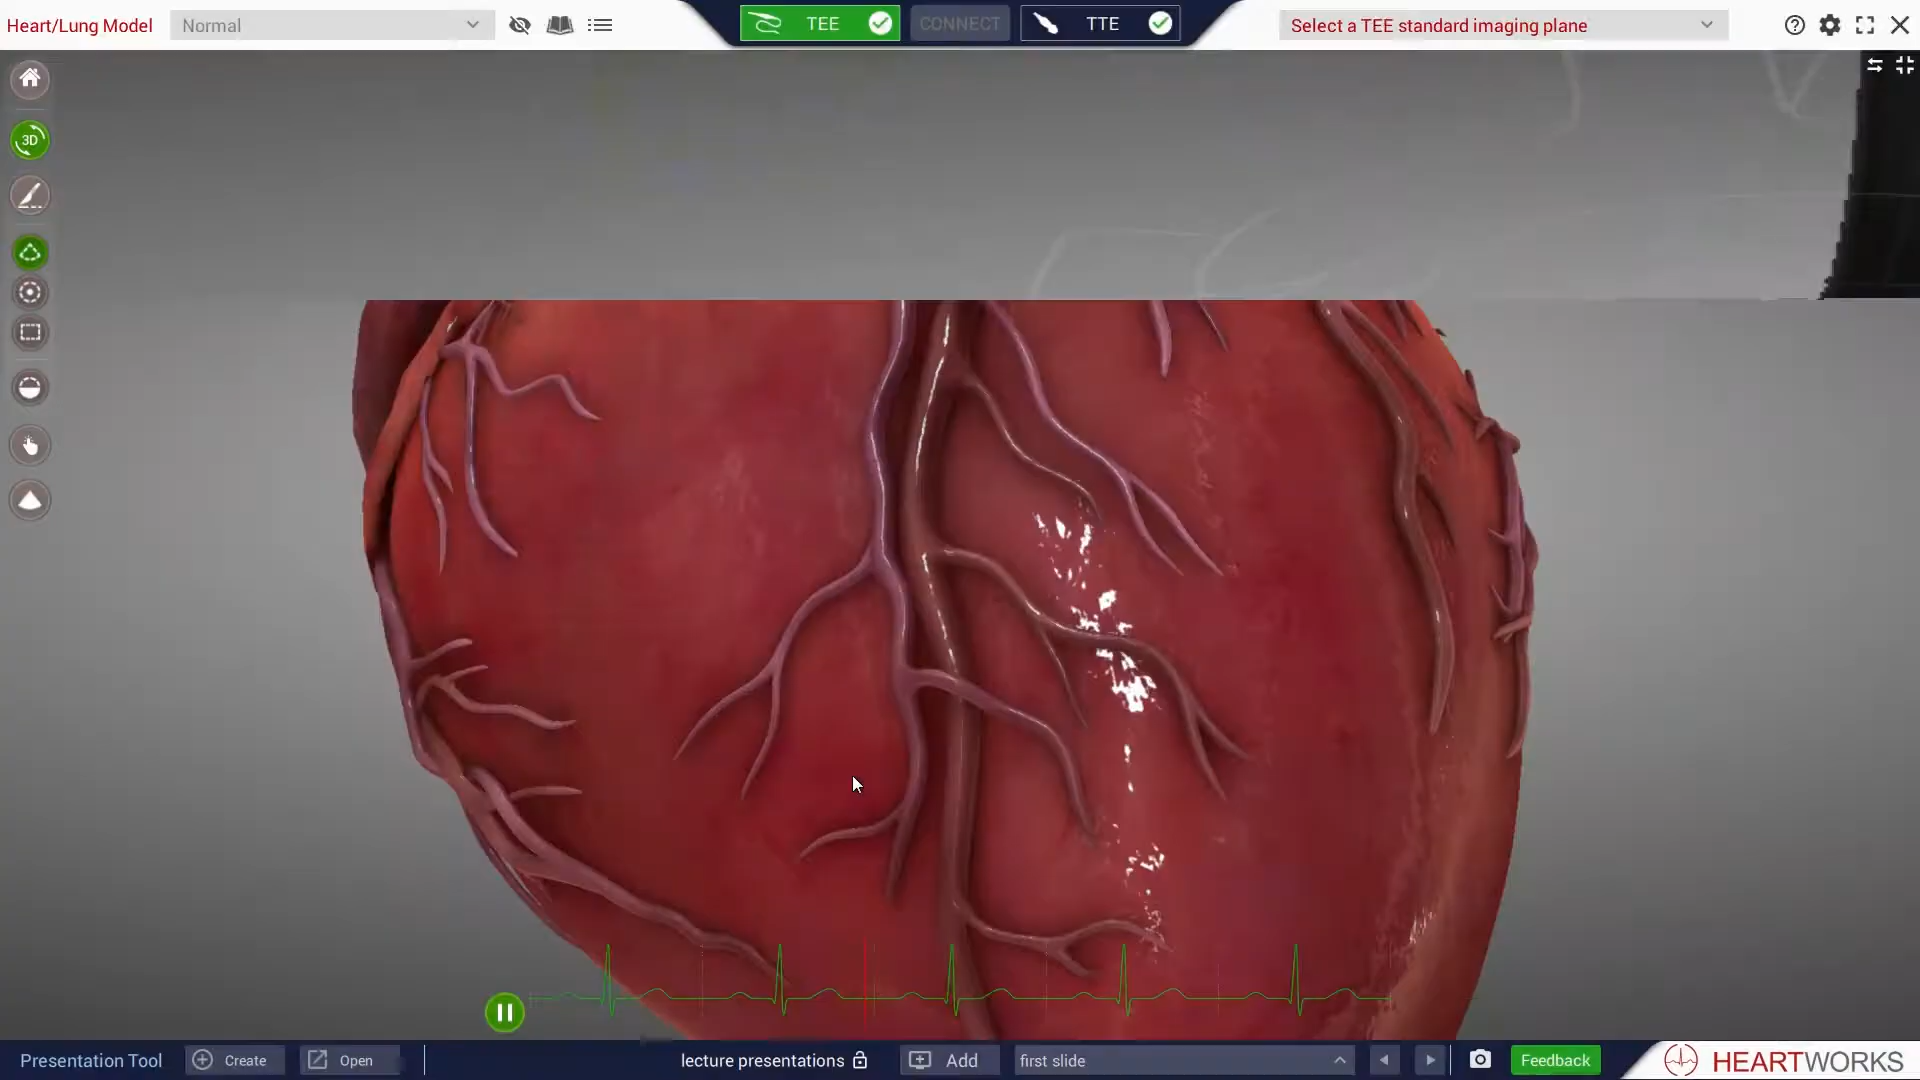 Heart/Lung Model
Normal
TEE
CONNECT
TTE
Select a TEE standard imaging plane
3D
Presentation Tool
Create
Open
lecture presentations
Add
first slide
Feedback
HEARTWORKS